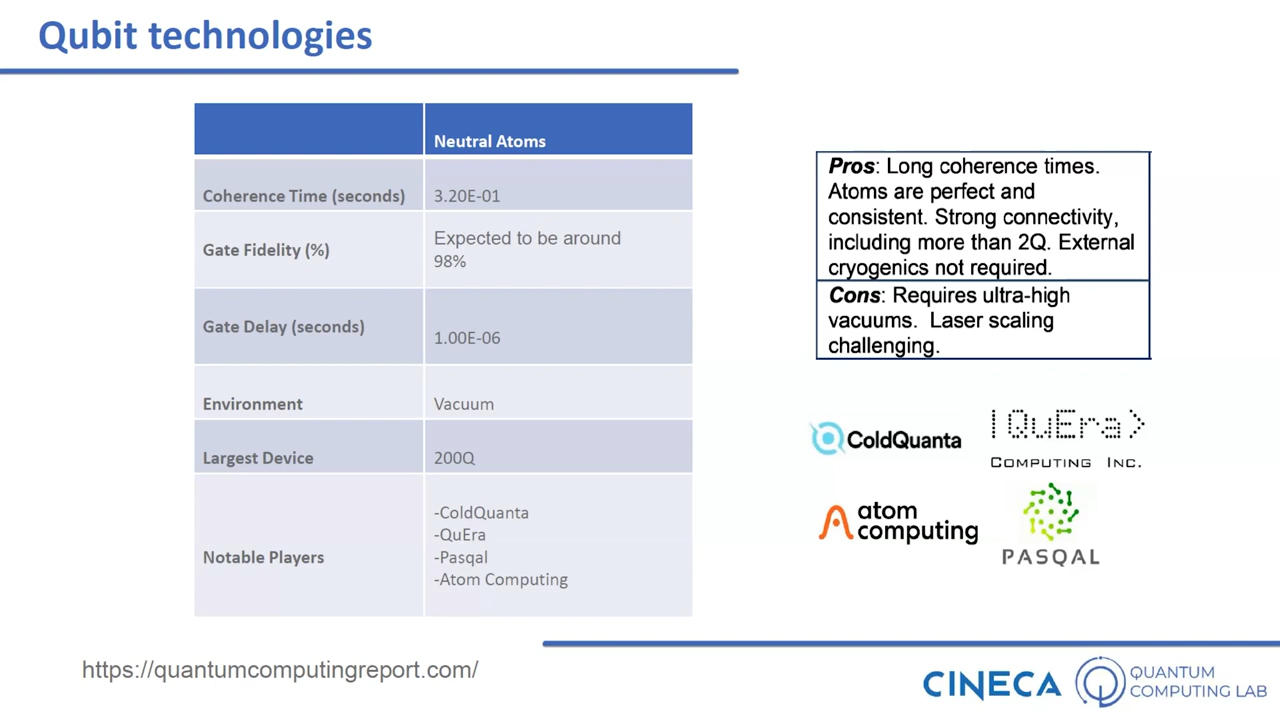 Qubit technologies
Neutral Atoms
Coherence Time (seconds)
3.20E-01
Gate Fidelity (%)
Expected to be around
98%
Gate Delay (seconds)
1.00E-06
Environment
Vacuum
Largest Device
200Q
Notable Players
-ColdQuanta
-QuEra
-Pasqal
-Atom Computing
Pros: Long coherence times.
Atoms are perfect and
consistent. Strong connectivity,
including more than 2Q. External
cryogenics not required.
Cons: Requires ultra-high
vacuums. Laser scaling
challenging.
ColdQuanta
|QuEra>
COMPUTING INC.
atom
computing
PASQAL
https://quantumcomputingreport.com/
CINECA
QUANTUM
COMPUTING LAB